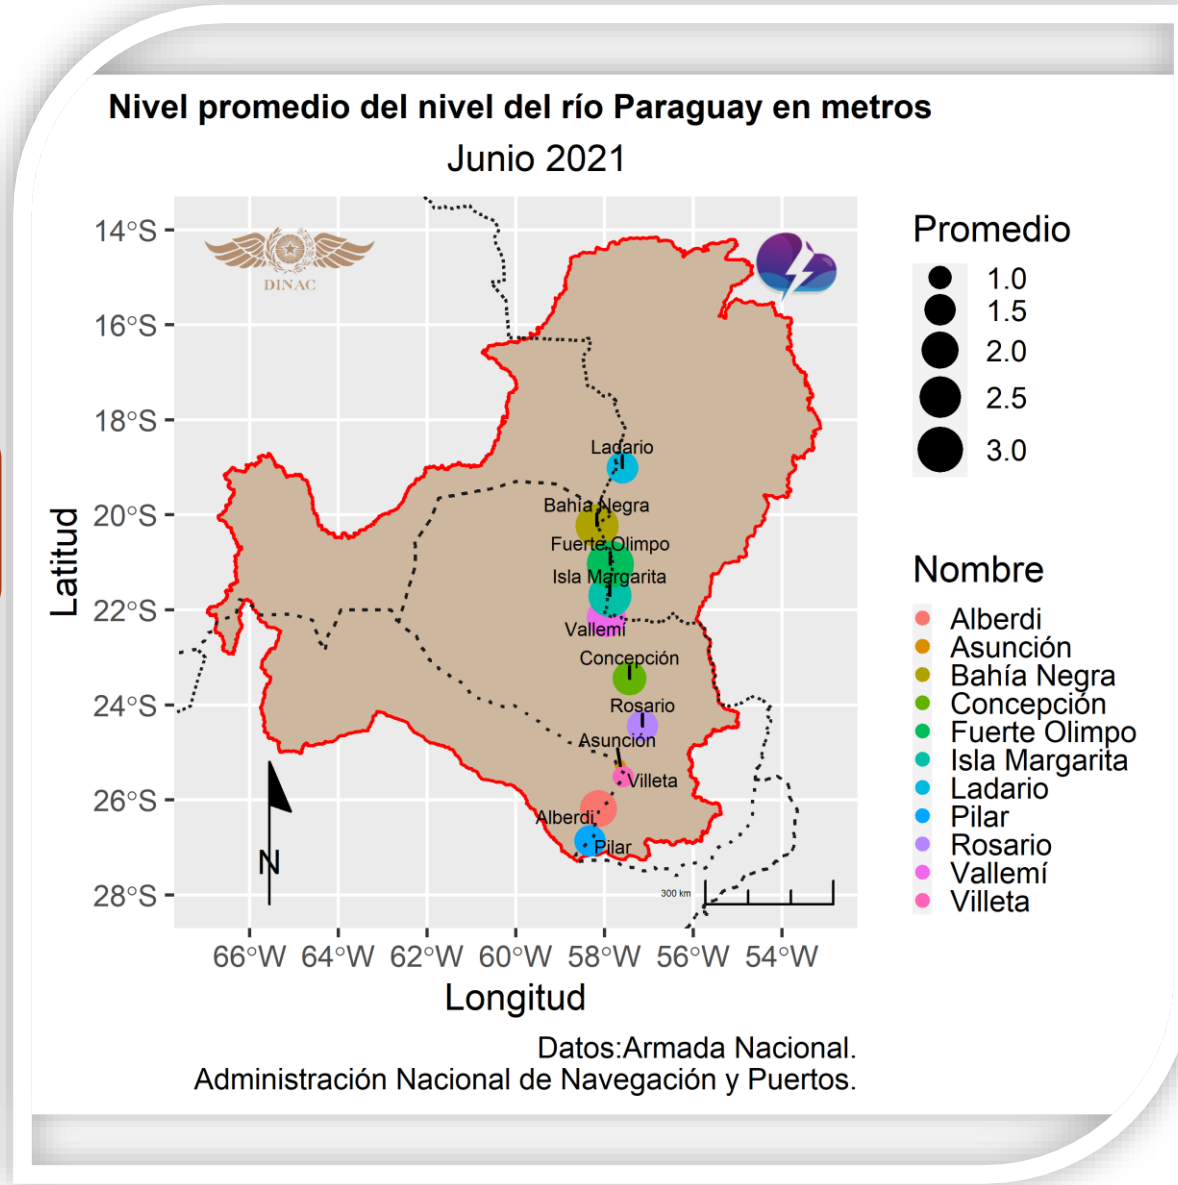 Nivel promedio del nivel del río Paraguay en metros
Junio 2021
14°S
16°S
18°S
20°S
22°S
24°S
26°S
28°S
Latitud
DINAC
Ladario
Bahía Negra
Fuerte Olimpo
Isla Margarita
Vallemí
Concepción
Rosario
Asunción
Villeta
Alberdi
Pilar
N
300 km
66°W 64°W 62°W 60°W 58°W 56°W 54°W
Longitud
Promedio
1.0
1.5
2.0
2.5
3.0
Nombre
Alberdi
Asunción
Bahía Negra
Concepción
Fuerte Olimpo
Isla Margarita
Ladario
Pilar
Rosario
Vallemí
Villeta
Datos:Armada Nacional.
Administración Nacional de Navegación y Puertos.